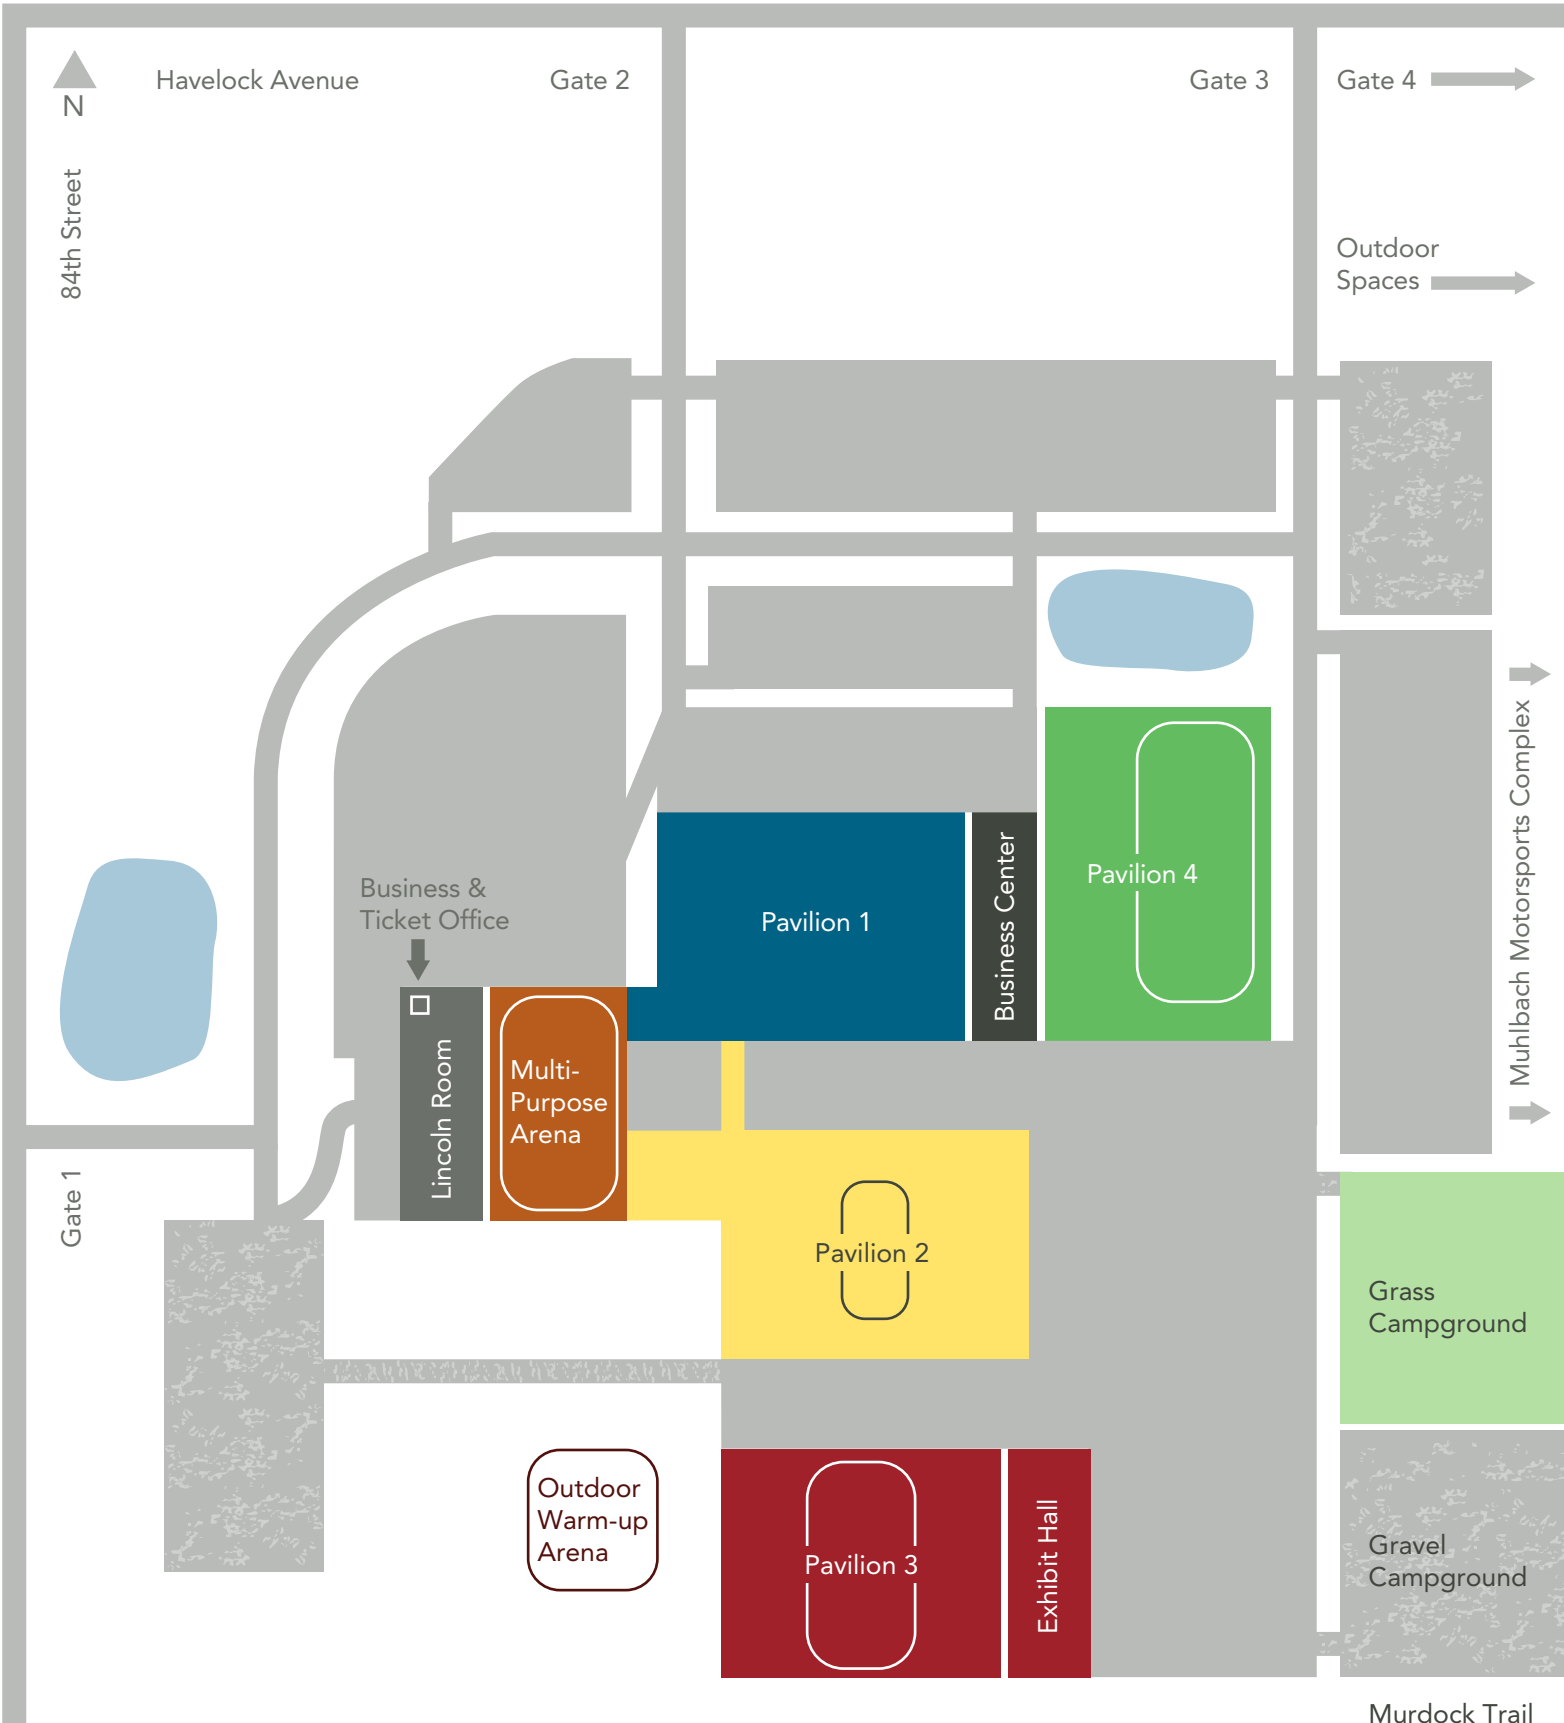 Havelock Avenue
Gate 2
Gate 3
Gate 4
N
84th Street
Outdoor
Spaces
Muhlbach Motorsports Complex
Business &
Ticket Office
Pavilion 1
Business Center
Pavilion 4
Lincoln Room
Multi-
Purpose
Arena
Gate 1
Pavilion 2
Grass
Campground
Outdoor
Warm-up
Arena
Pavilion 3
Exhibit Hall
Gravel
Campground
Murdock Trail